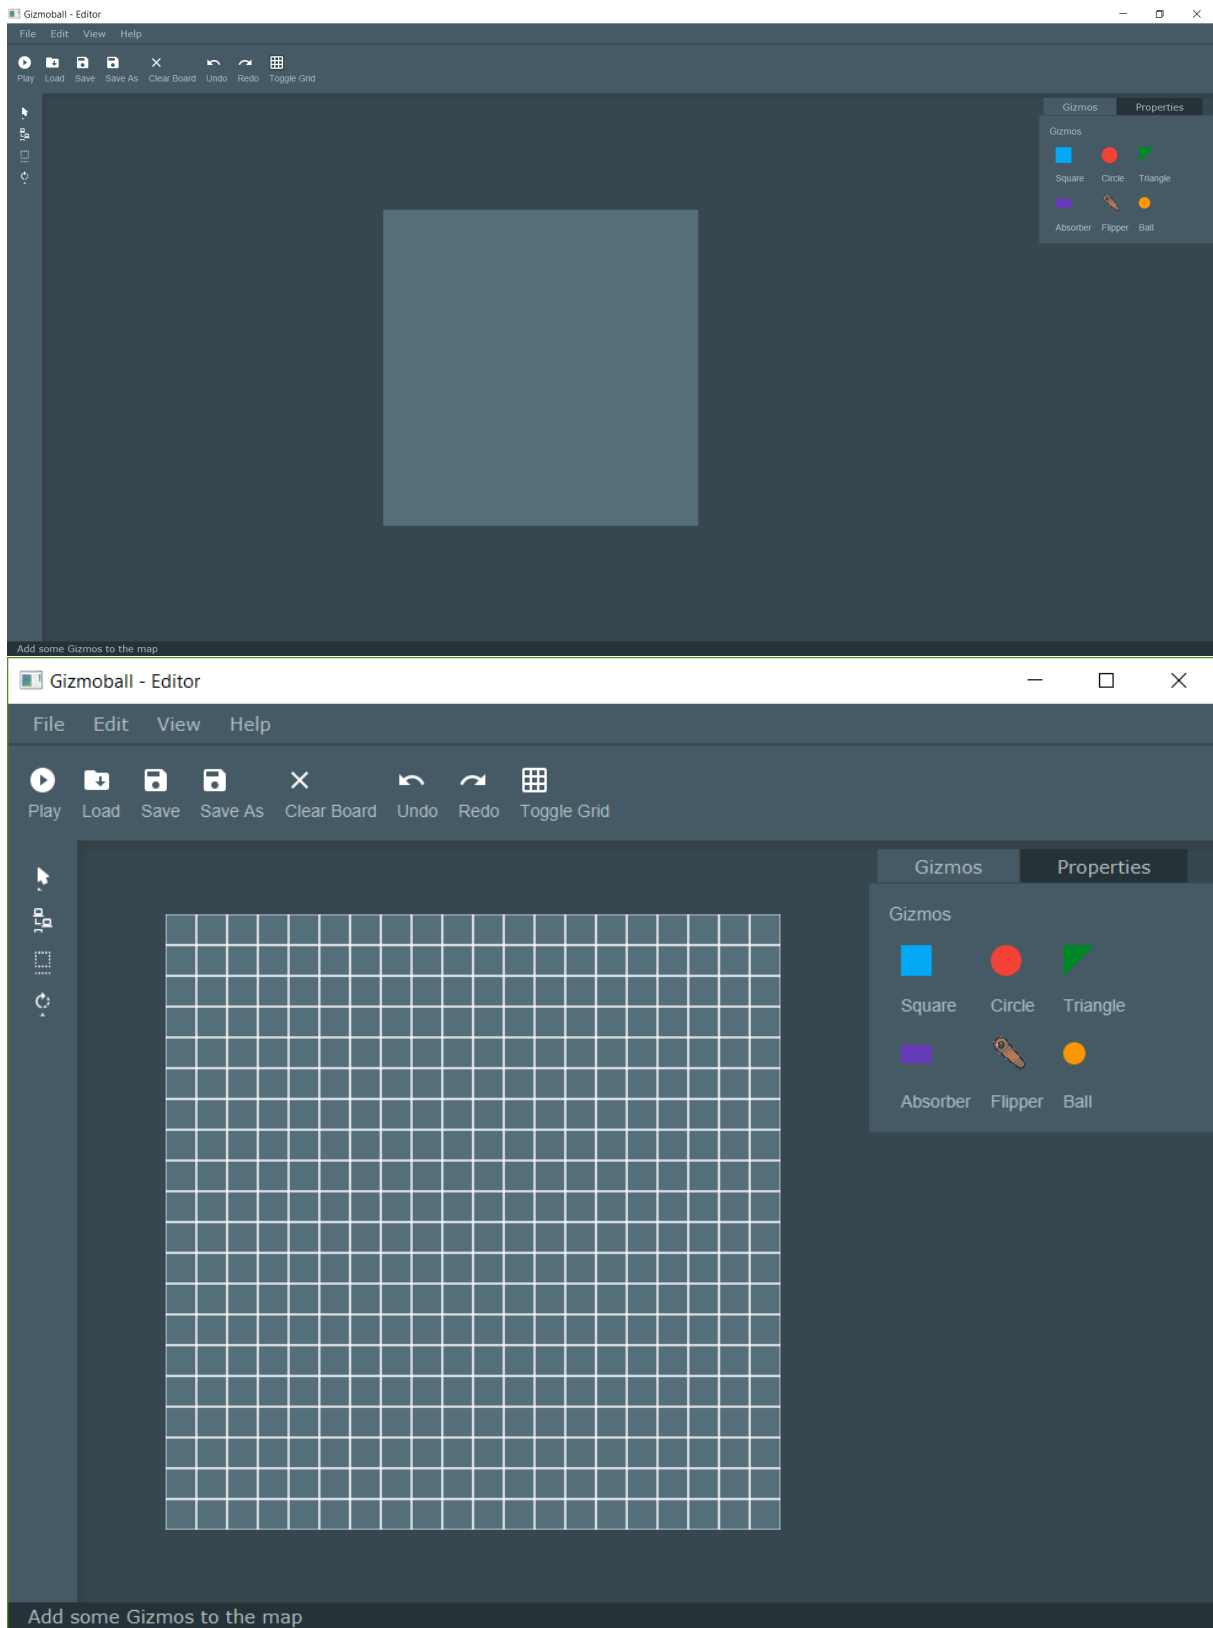 Gizmoball - Editor
File Edit View Help
Play Load Save Save As Clear Board Undo Redo Toggle Grid
Gizmos Properties
Gizmos
Square Circle Triangle
Absorber Flipper Ball
Add some Gizmos to the map
Gizmoball - Editor
File Edit View Help
Play Load Save Save As Clear Board Undo Redo Toggle Grid
Gizmos Properties
Gizmos
Square Circle Triangle
Absorber Flipper Ball
Add some Gizmos to the map